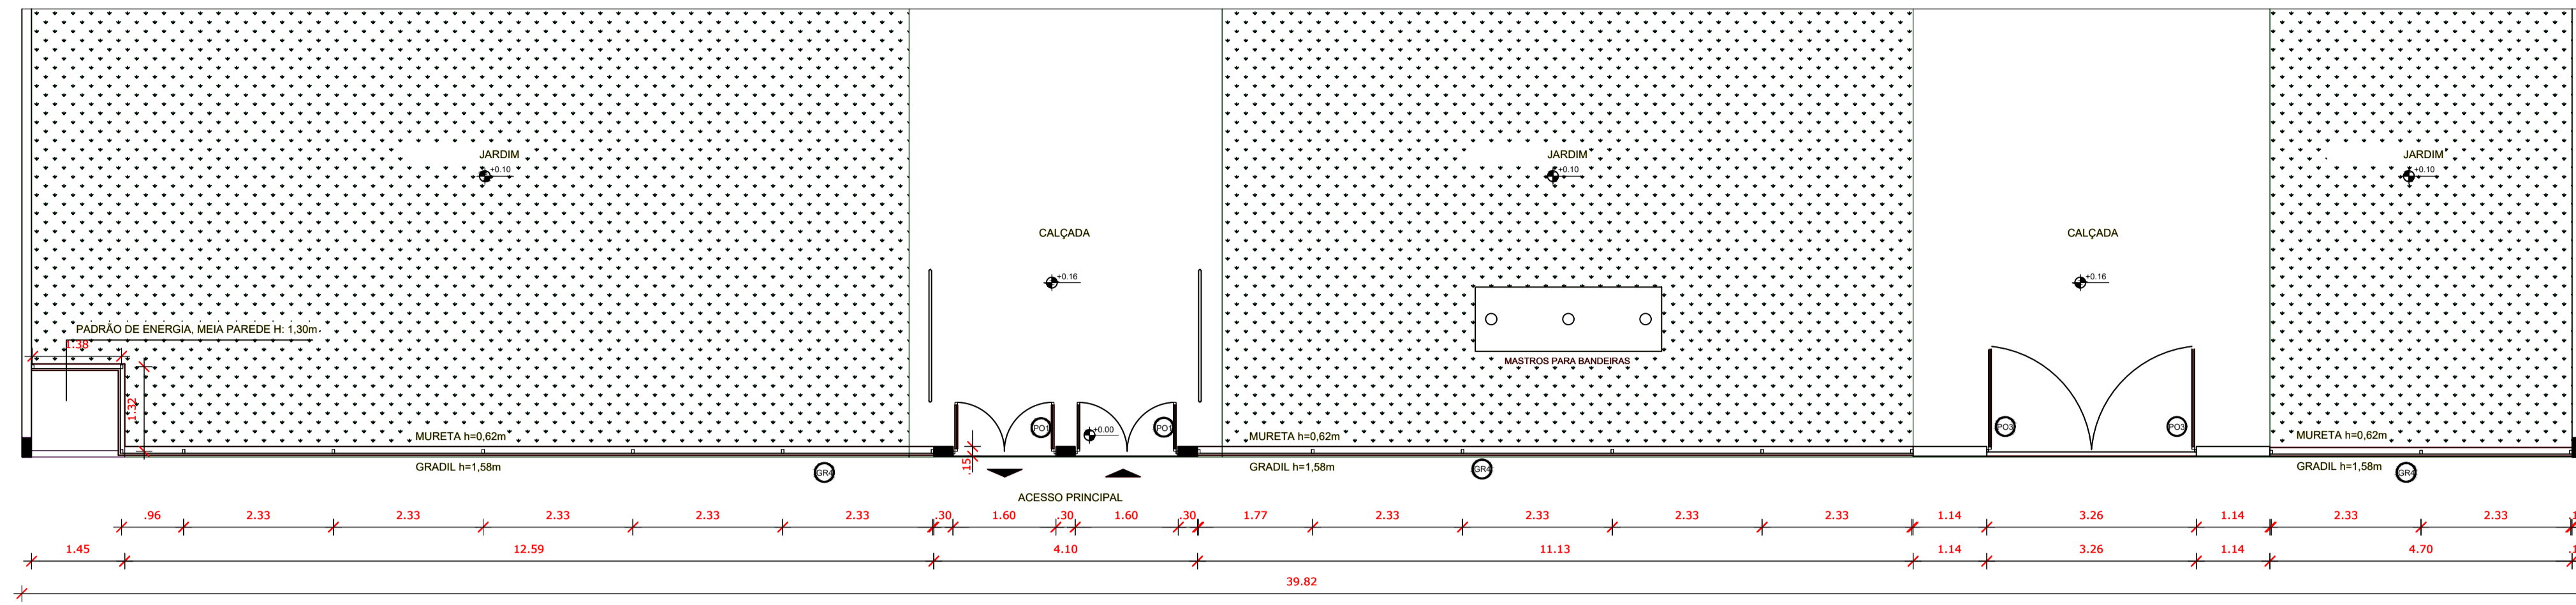 JARDIM
+0.10
JARDIM
+0.10
JARDIM
+0.10
CALÇADA
+0.16
CALÇADA
+0.16
PADRÃO DE ENERGIA, MEIA PAREDE H: 1,30m
1.38
1.32
MASTROS PARA BANDEIRAS
PO1
+0.00
PO1
PO3
PO3
MURETA h=0,62m
MURETA h=0,62m
MURETA h=0,62m
GRADIL h=1,58m
GR4
.15
GRADIL h=1,58m
GR4
GRADIL h=1,58m
GR4
ACESSO PRINCIPAL
.96 2.33 2.33 2.33 2.33 2.33 .30 1.60 .30 1.60 .30 1.77 2.33 2.33 2.33 2.33 1.14 3.26 1.14 2.33 2.33
1.45 12.59 4.10 11.13 1.14 3.26 1.14 4.70
39.82